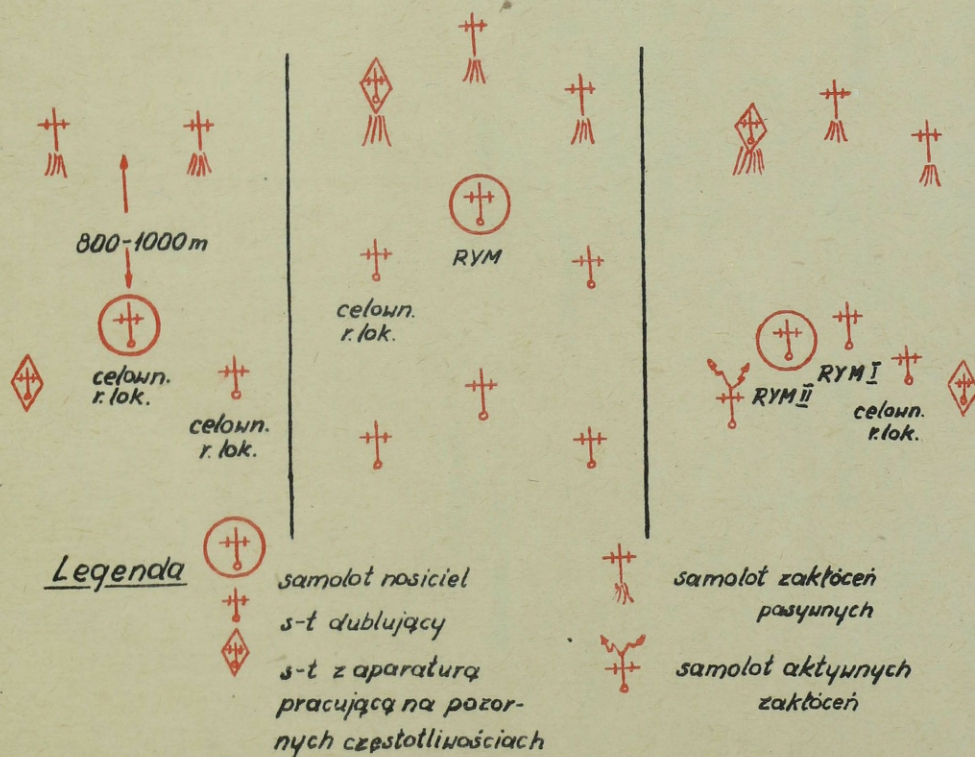 800-1000 m
celown.
r. lok.
celown.
r. lok.
RYM
celown.
r. lok.
RYM II
RYM I
celown.
r. lok.
Legenda
samolot nosiciel
s-t dublujący
s-t z aparaturą
pracującą na pozor-
nych częstotliwościach
samolot zakłóceń
pasywnych
samolot aktywnych
zakłóceń